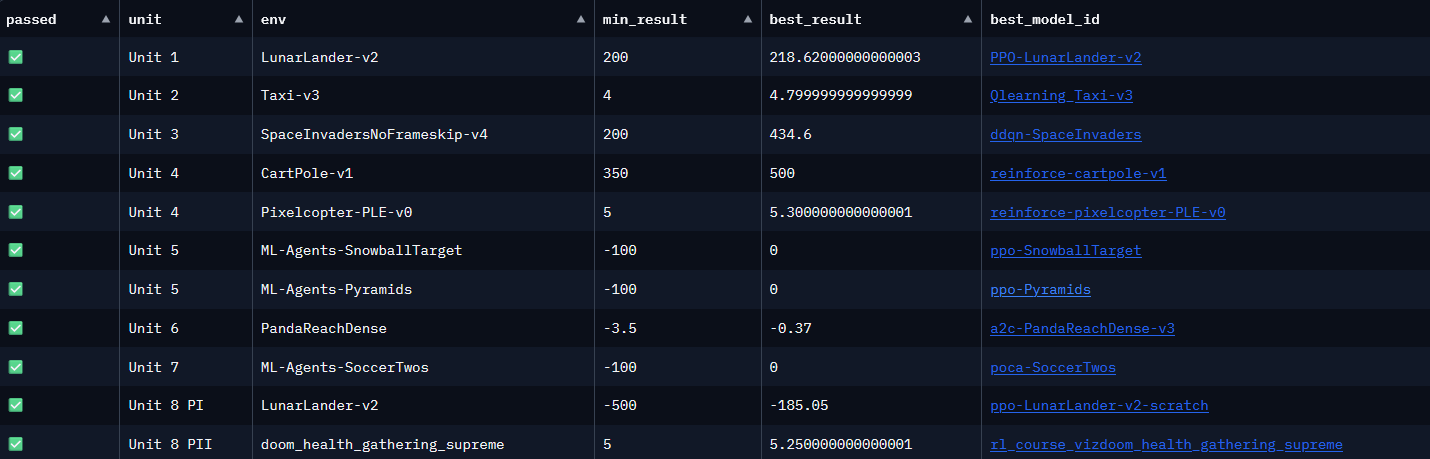 passed ▲ unit ▲ env ▲ min_result ▲ best_result ▲ best_model_id
✅ Unit 1 LunarLander-v2 200 218.62000000000003 PPO-LunarLander-v2
✅ Unit 2 Taxi-v3 4 4.799999999999999 Qlearning_Taxi-v3
✅ Unit 3 SpaceInvadersNoFrameskip-v4 200 434.6 ddqn-SpaceInvaders
✅ Unit 4 CartPole-v1 350 500 reinforce-cartpole-v1
✅ Unit 4 Pixelcopter-PLE-v0 5 5.300000000000001 reinforce-pixelcopter-PLE-v0
✅ Unit 5 ML-Agents-SnowballTarget -100 0 ppo-SnowballTarget
✅ Unit 5 ML-Agents-Pyramids -100 0 ppo-Pyramids
✅ Unit 6 PandaReachDense -3.5 -0.37 a2c-PandaReachDense-v3
✅ Unit 7 ML-Agents-SoccerTwos -100 0 poca-SoccerTwos
✅ Unit 8 PI LunarLander-v2 -500 -185.05 ppo-LunarLander-v2-scratch
✅ Unit 8 PII doom_health_gathering_supreme 5 5.250000000000001 rl_course_vizdoom_health_gathering_supreme